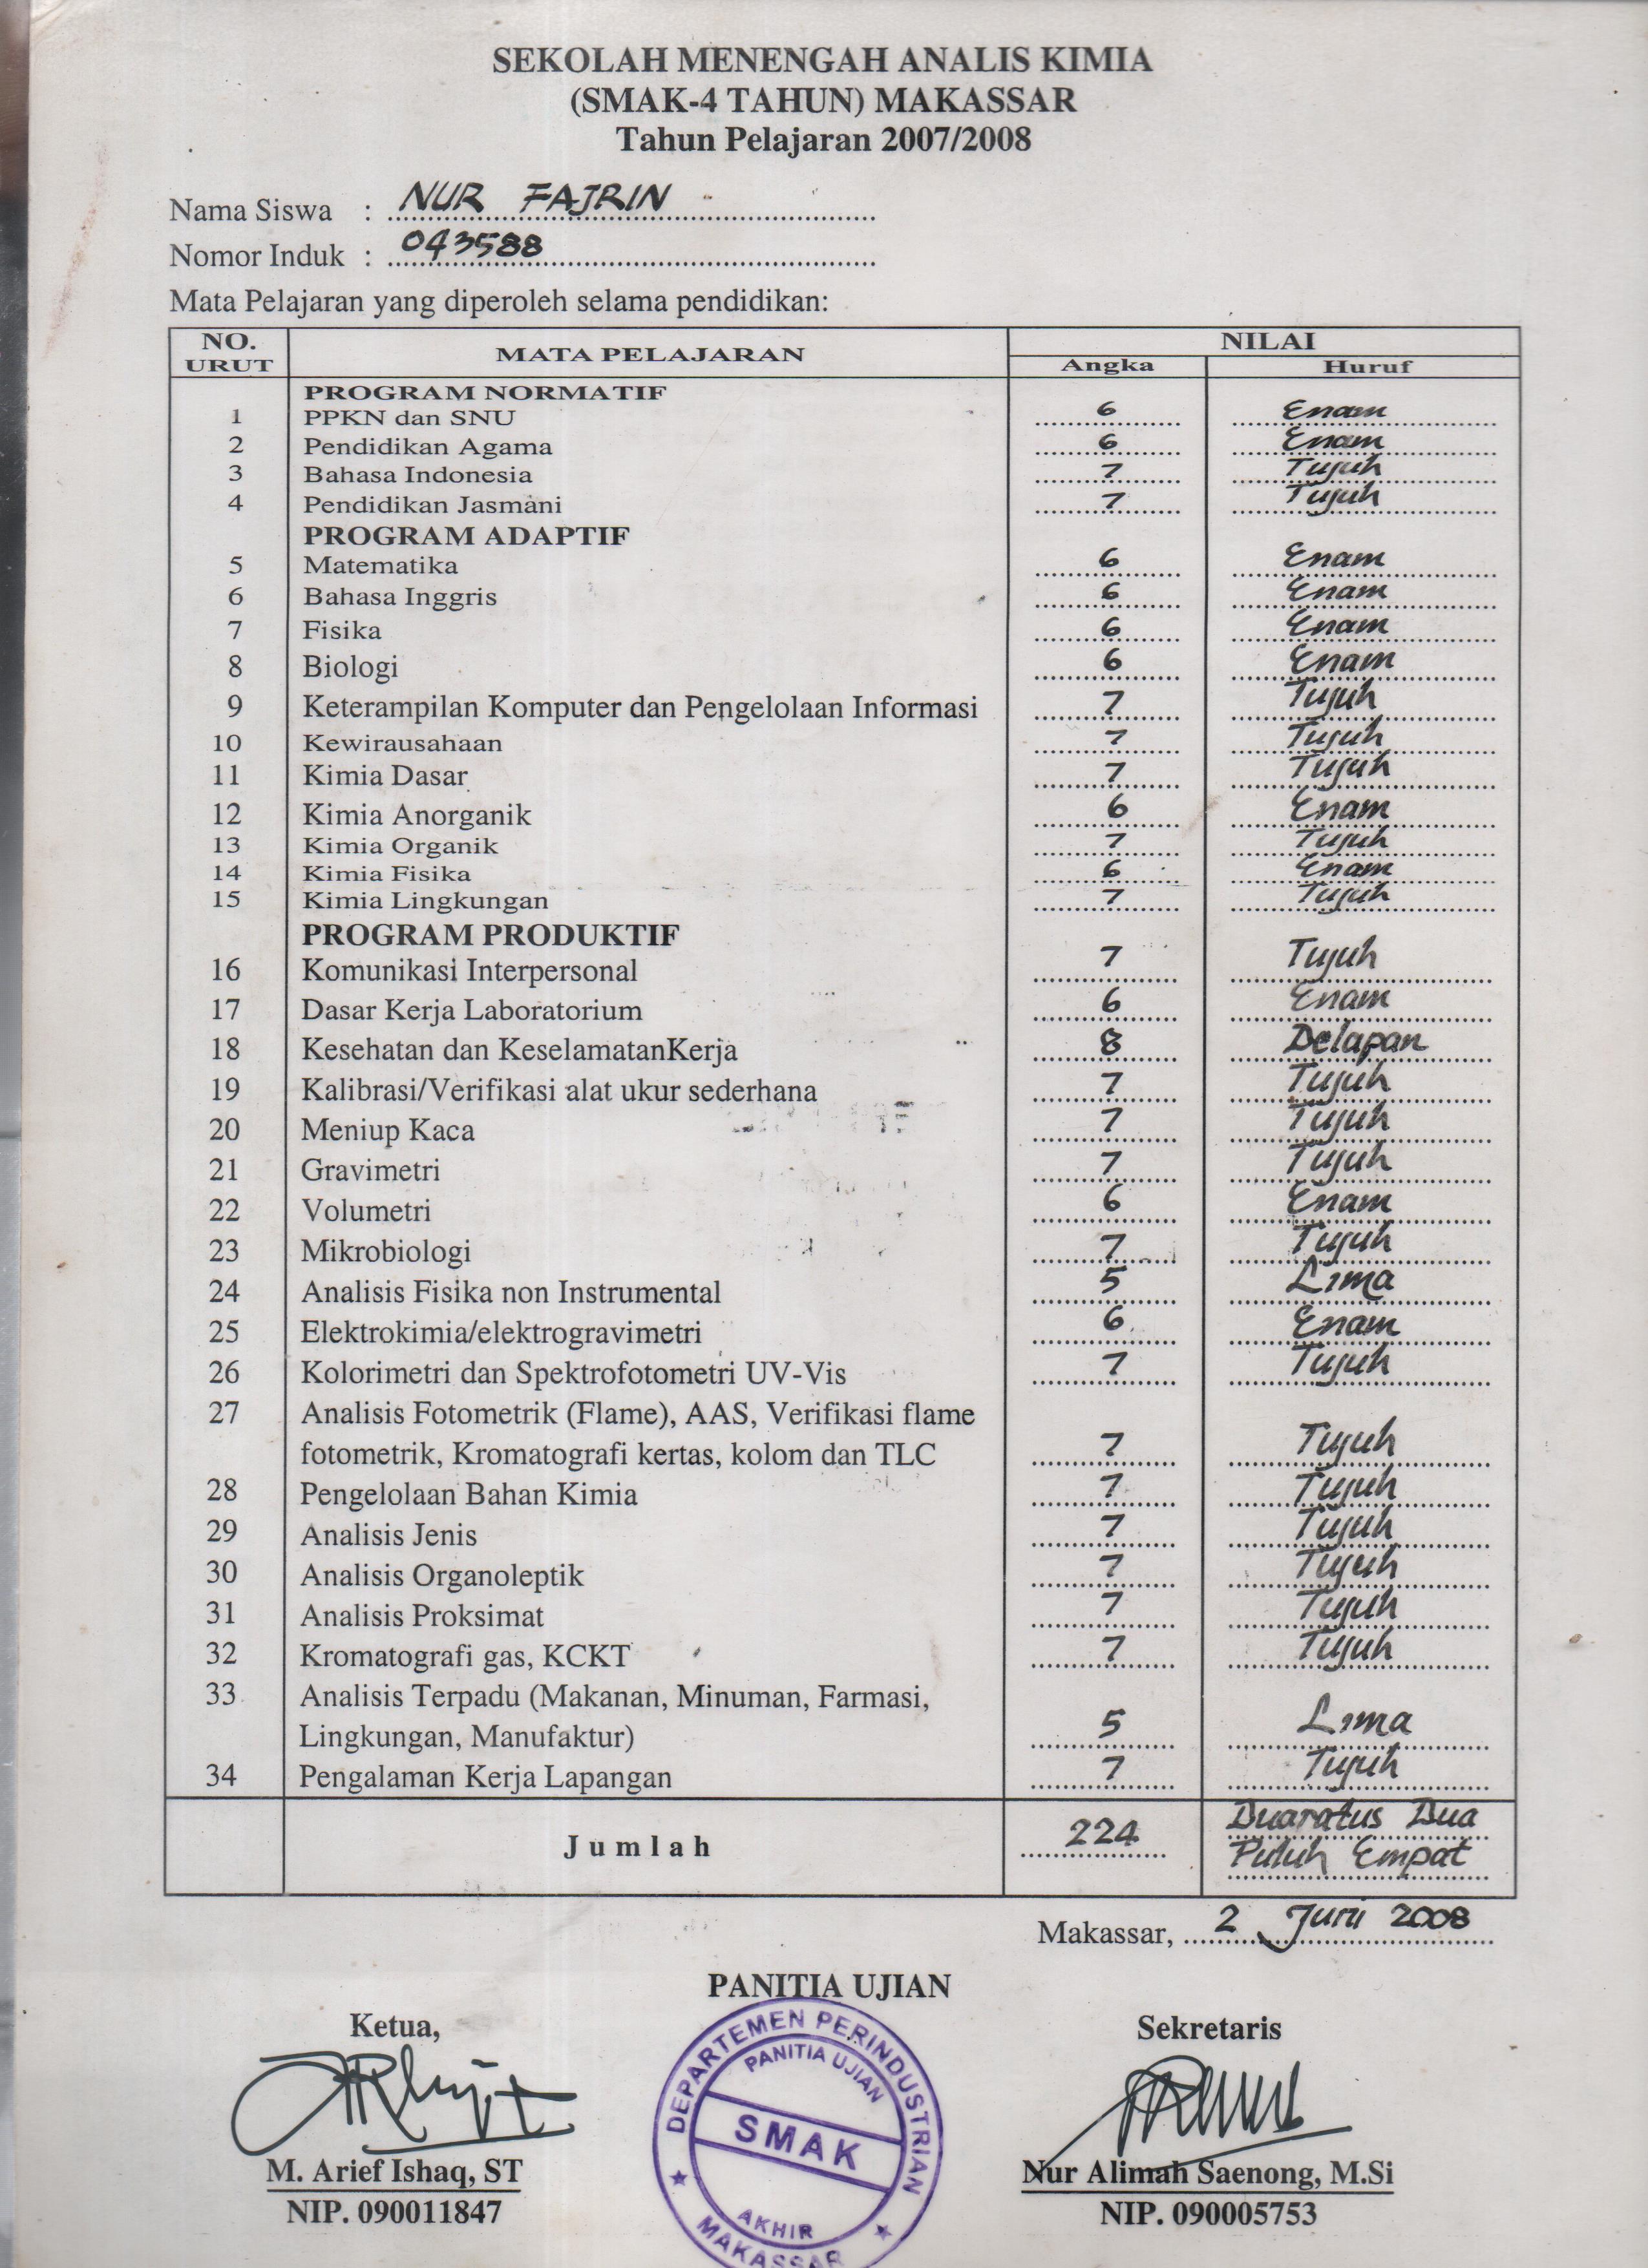 SEKOLAH MENENGAH ANALIS KIMIA
(SMAK-4 TAHUN) MAKASSAR
Tahun Pelajaran 2007/2008
Nama Siswa : NUR FAJRIN
Nomor Induk : 043588
Mata Pelajaran yang diperoleh selama pendidikan:
NO. URUT MATA PELAJARAN NILAI
Angka Huruf
PROGRAM NORMATIF
1 PPKN dan SNU 6 Enam
2 Pendidikan Agama 6 Enam
3 Bahasa Indonesia 7 Tujuh
4 Pendidikan Jasmani 7 Tujuh
PROGRAM ADAPTIF
5 Matematika 6 Enam
6 Bahasa Inggris 6 Enam
7 Fisika 6 Enam
8 Biologi 6 Enam
9 Keterampilan Komputer dan Pengelolaan Informasi 7 Tujuh
10 Kewirausahaan 7 Tujuh
11 Kimia Dasar 7 Tujuh
12 Kimia Anorganik 6 Enam
13 Kimia Organik 7 Tujuh
14 Kimia Fisika 6 Enam
15 Kimia Lingkungan 7 Tujuh
PROGRAM PRODUKTIF
16 Komunikasi Interpersonal 7 Tujuh
17 Dasar Kerja Laboratorium 6 Enam
18 Kesehatan dan KeselamatanKerja 8 Delapan
19 Kalibrasi/Verifikasi alat ukur sederhana 7 Tujuh
20 Meniup Kaca 7 Tujuh
21 Gravimetri 7 Tujuh
22 Volumetri 6 Enam
23 Mikrobiologi 7 Tujuh
24 Analisis Fisika non Instrumental 5 Lima
25 Elektrokimia/elektrogravimetri 6 Enam
26 Kolorimetri dan Spektrofotometri UV-Vis 7 Tujuh
27 Analisis Fotometrik (Flame), AAS, Verifikasi flame
fotometrik, Kromatografi kertas, kolom dan TLC 7 Tujuh
28 Pengelolaan Bahan Kimia 7 Tujuh
29 Analisis Jenis 7 Tujuh
30 Analisis Organoleptik 7 Tujuh
31 Analisis Proksimat 7 Tujuh
32 Kromatografi gas, KCKT 7 Tujuh
33 Analisis Terpadu (Makanan, Minuman, Farmasi,
Lingkungan, Manufaktur) 5 Lima
34 Pengalaman Kerja Lapangan 7 Tujuh
Jumlah 224 Duaratus Dua
Puluh Empat
Makassar, 2 Juni 2008
PANITIA UJIAN
Ketua, Sekretaris
DEPARTEMEN PERINDUSTRIAN
PANITIA UJIAN
SMAK
AKHIR
MAKASSAR
M. Arief Ishaq, ST Nur Alimah Saenong, M.Si
NIP. 090011847 NIP. 090005753